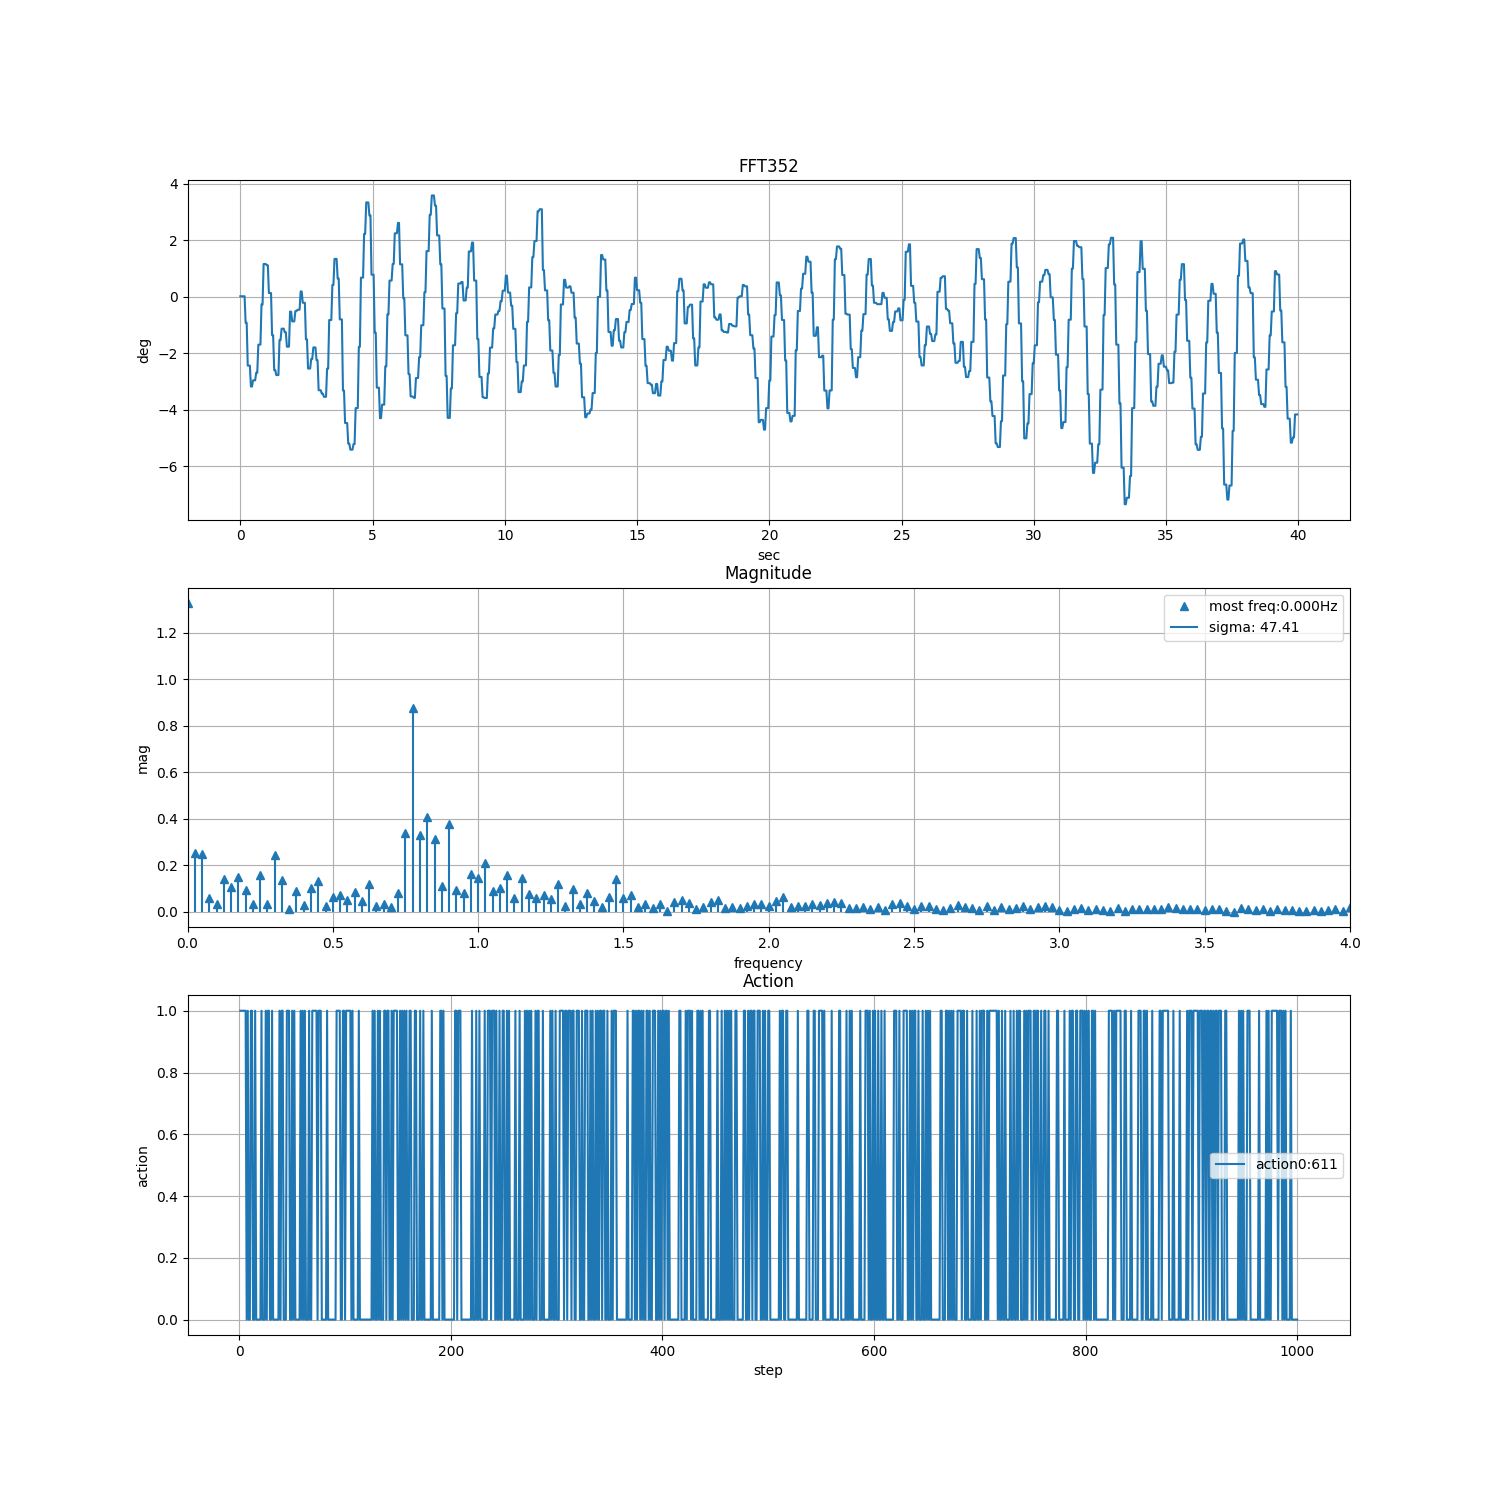 FFT352
4
2
0
−2
−4
−6
deg
0 5 10 15 20 25 30 35 40
sec
Magnitude
most freq:0.000Hz
sigma: 47.41
1.2
1.0
0.8
0.6
0.4
0.2
0.0
mag
0.0 0.5 1.0 1.5 2.0 2.5 3.0 3.5 4.0
frequency
Action
1.0
0.8
0.6
0.4
0.2
0.0
action
action0:611
0 200 400 600 800 1000
step